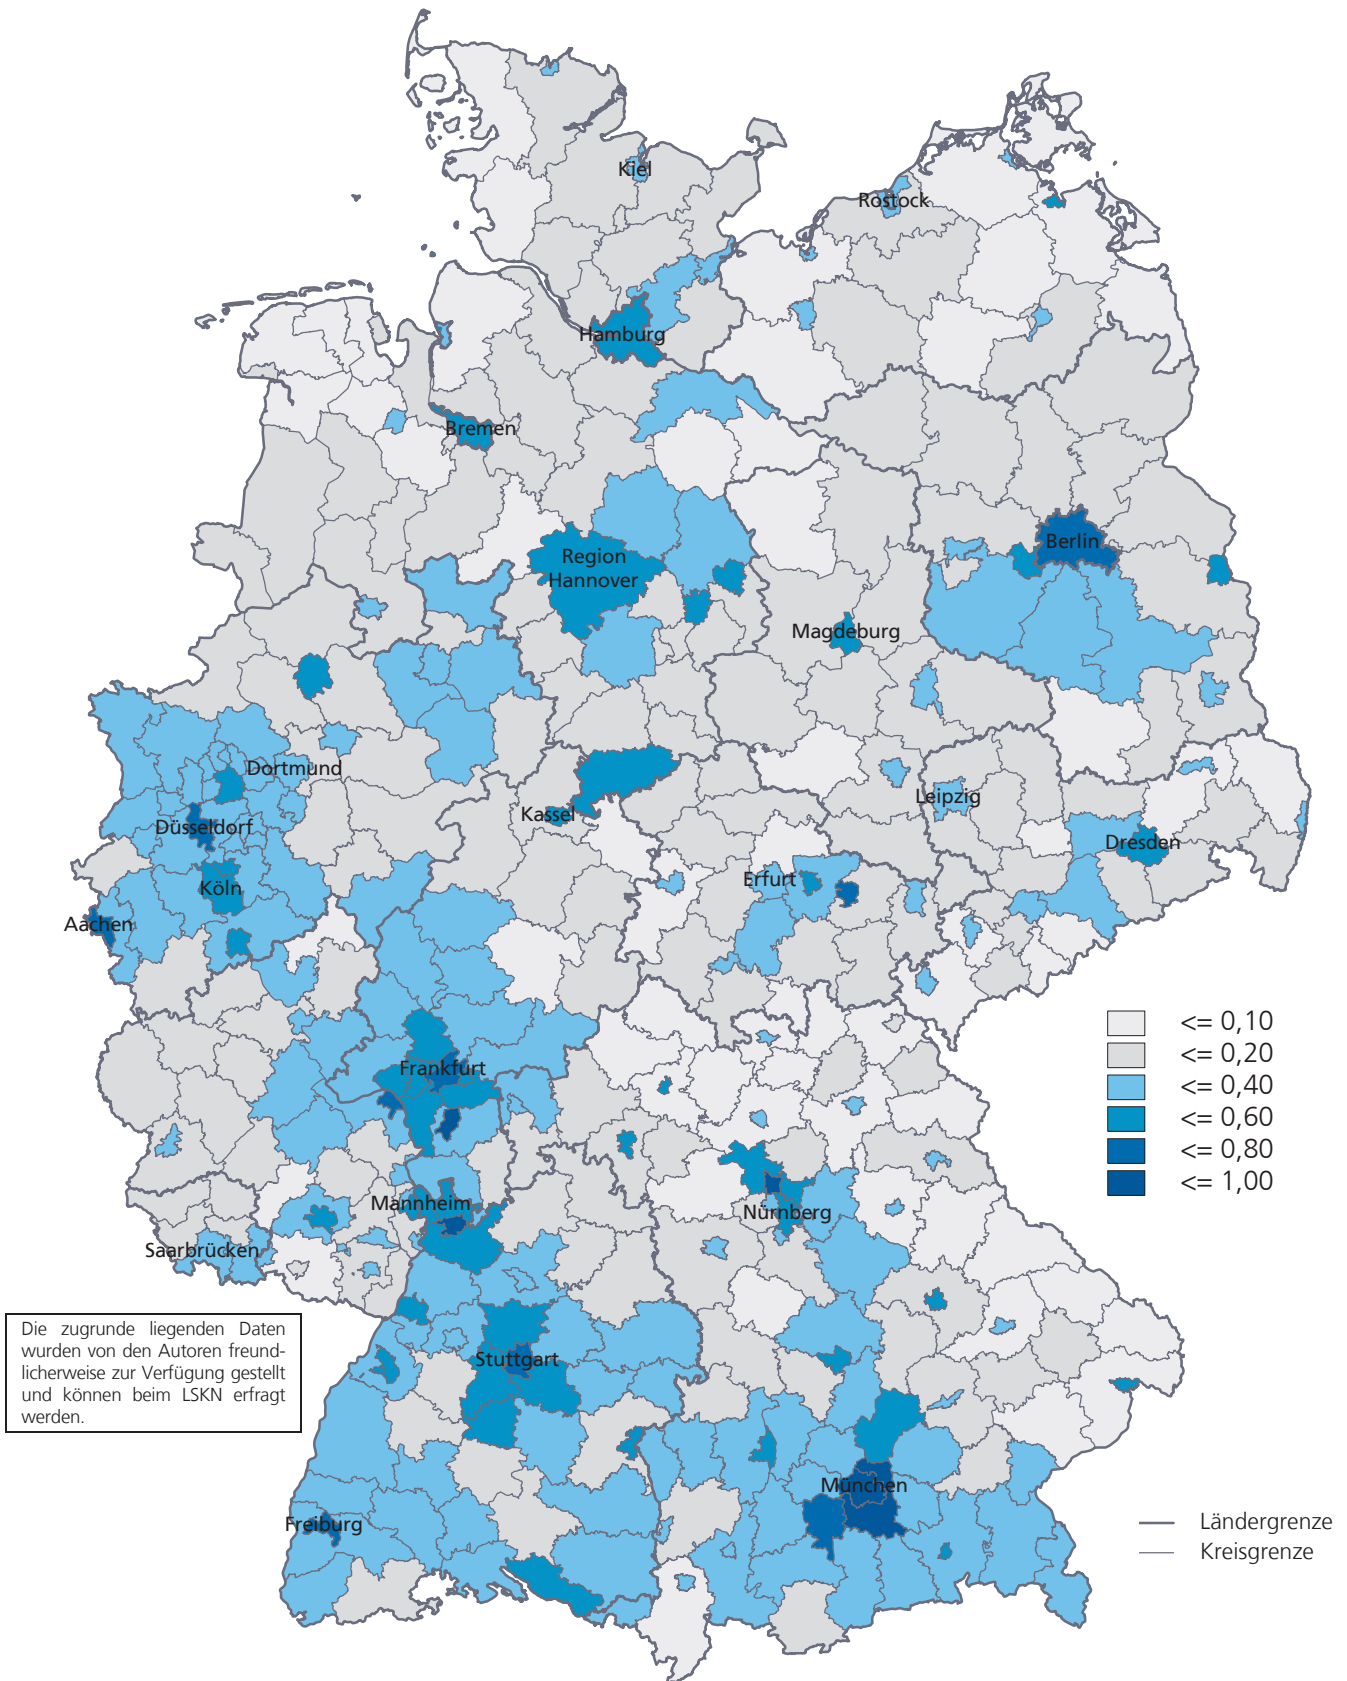 Kiel
Rostock
Hamburg
Bremen
Berlin
Region
Hannover
Magdeburg
Dortmund
Leipzig
Kassel
Düsseldorf
Dresden
Erfurt
Köln
Aachen
<= 0,10
<= 0,20
<= 0,40
<= 0,60
<= 0,80
<= 1,00
Frankfurt
Mannheim
Nürnberg
Saarbrücken
Die zugrunde liegenden Daten
wurden von den Autoren freund-
licherweise zur Verfügung gestellt
und können beim LSKN erfragt
werden.
Stuttgart
München
Freiburg
Ländergrenze
Kreisgrenze